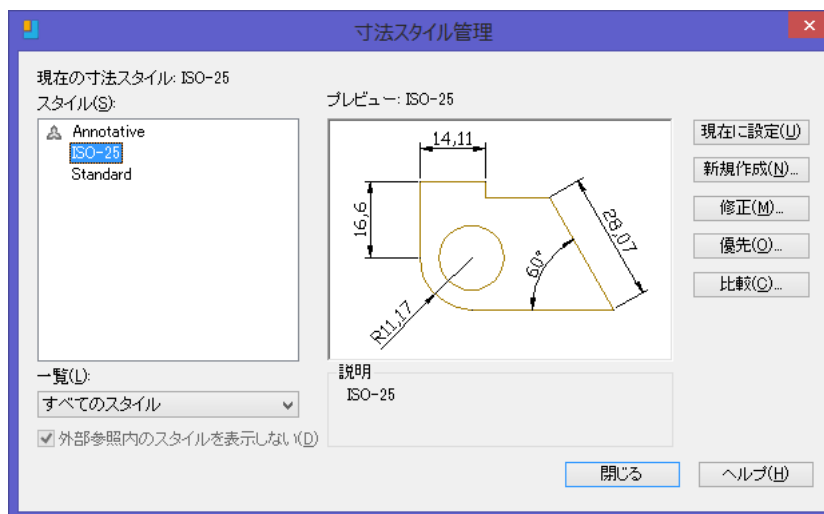 寸法スタイル管理
現在の寸法スタイル: ISO-25
スタイル(S):
Annotative
ISO-25
Standard
プレビュー: ISO-25
14,11
16,6
28,07
60°
R11,17
現在に設定(U)
新規作成(N)...
修正(M)...
優先(O)...
比較(C)...
一覧(L):
すべてのスタイル
外部参照内のスタイルを表示しない(D)
説明
ISO-25
閉じる
ヘルプ(H)